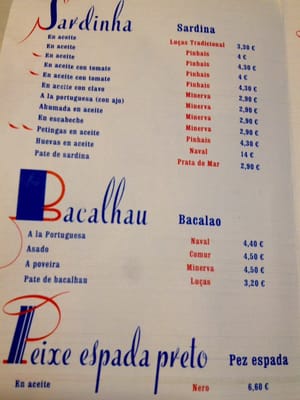 Sardinha Sardina
En aceite Luças Tradicional 3,30 €
En aceite Pinhais 4 €
En aceite Pinhais 4,30 €
En aceite con tomate Pinhais 4 €
En aceite con tomate Pinhais 4,30 €
En aceite con clavo Minerva 2,90 €
A la portuguesa (con ajo) Minerva 2,90 €
Ahumada en aceite Minerva 2,90 €
En escabeche Minerva 2,90 €
Petingas en aceite Pinhais 4,30 €
Huevas en aceite Naval 14 €
Pate de sardina Prata do Mar 2,90 €
Bacalhau Bacalao
A la Portuguesa Naval 4,40 €
Asado Comur 4,50 €
A poveira Minerva 4,50 €
Pate de bacalhau Luças 3,20 €
Peixe espada preto Pez espada
En aceite Nero 6,60 €